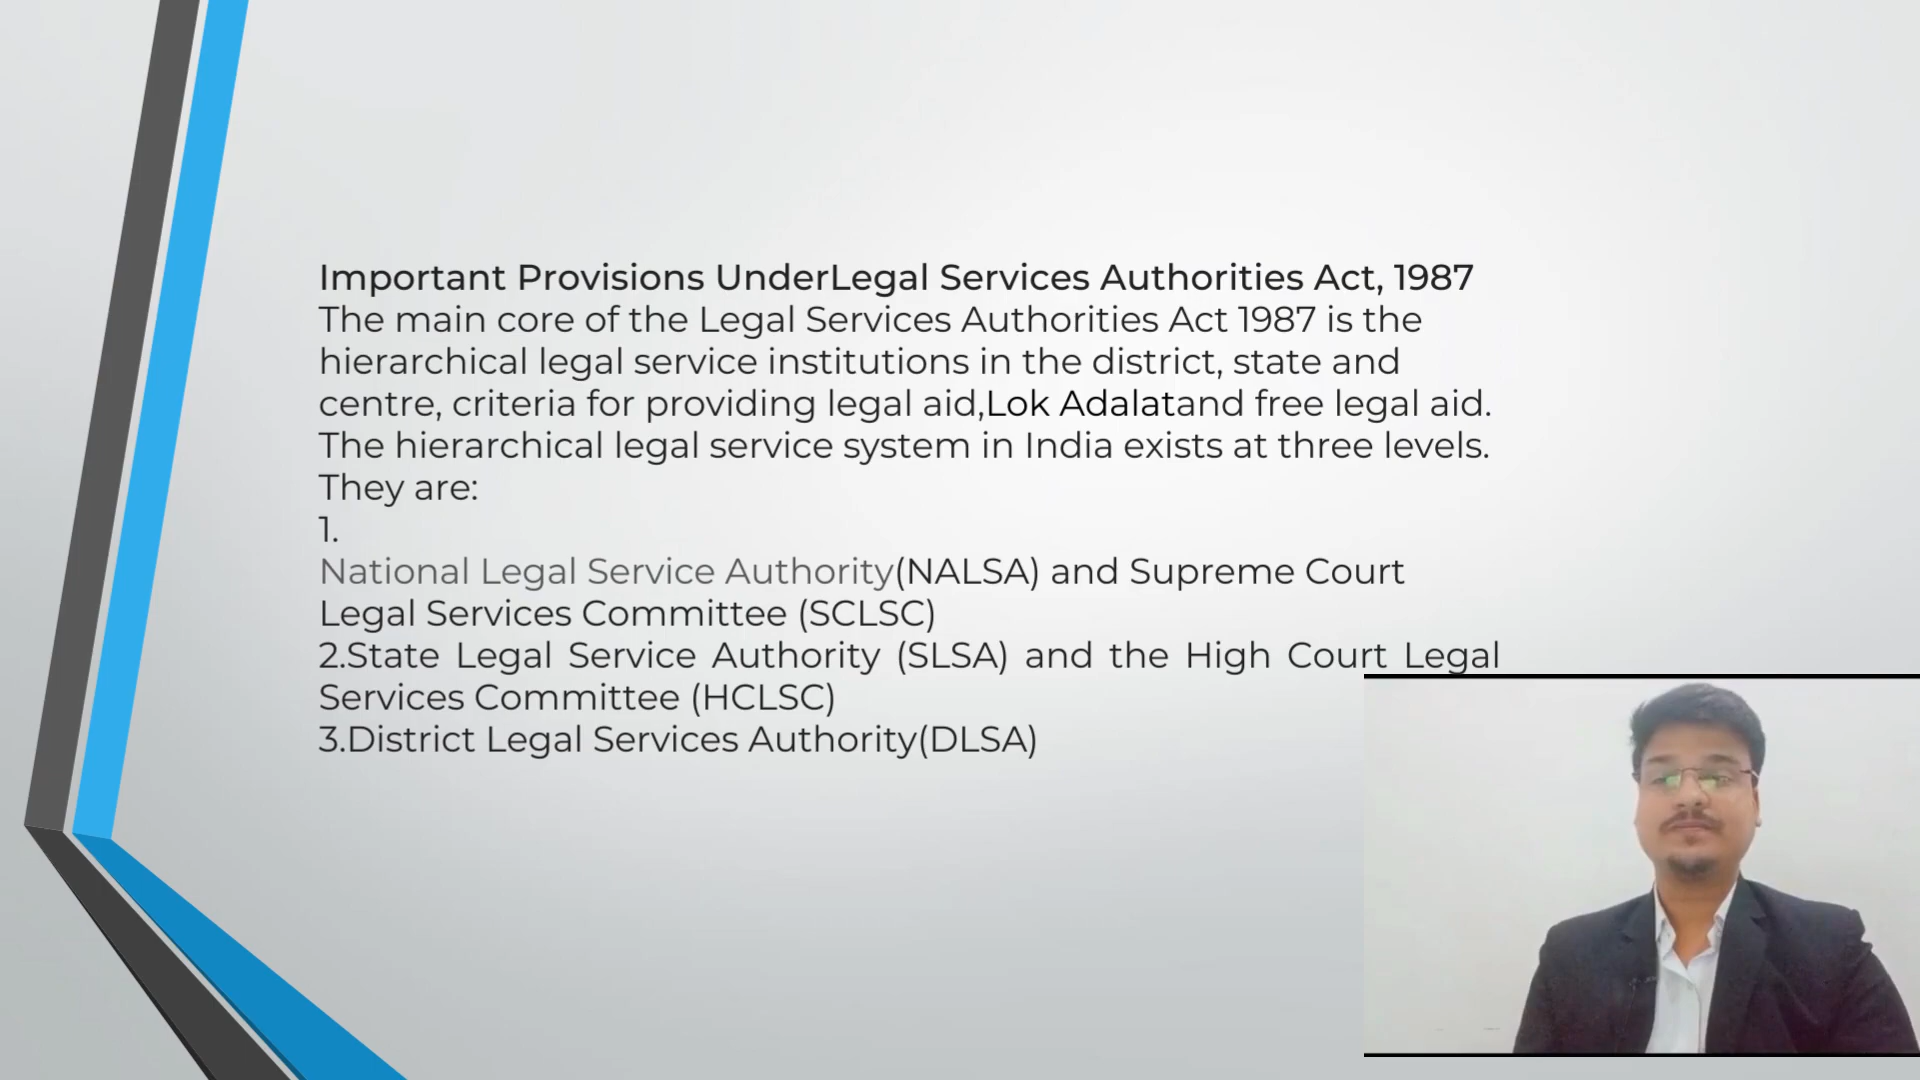 Important Provisions UnderLegal Services Authorities Act, 1987
The main core of the Legal Services Authorities Act 1987 is the
hierarchical legal service institutions in the district, state and
centre, criteria for providing legal aid,Lok Adalatand free legal aid.
The hierarchical legal service system in India exists at three levels.
They are:
1.
National Legal Service Authority(NALSA) and Supreme Court
Legal Services Committee (SCLSC)
2.State Legal Service Authority (SLSA) and the High Court Legal
Services Committee (HCLSC)
3.District Legal Services Authority(DLSA)